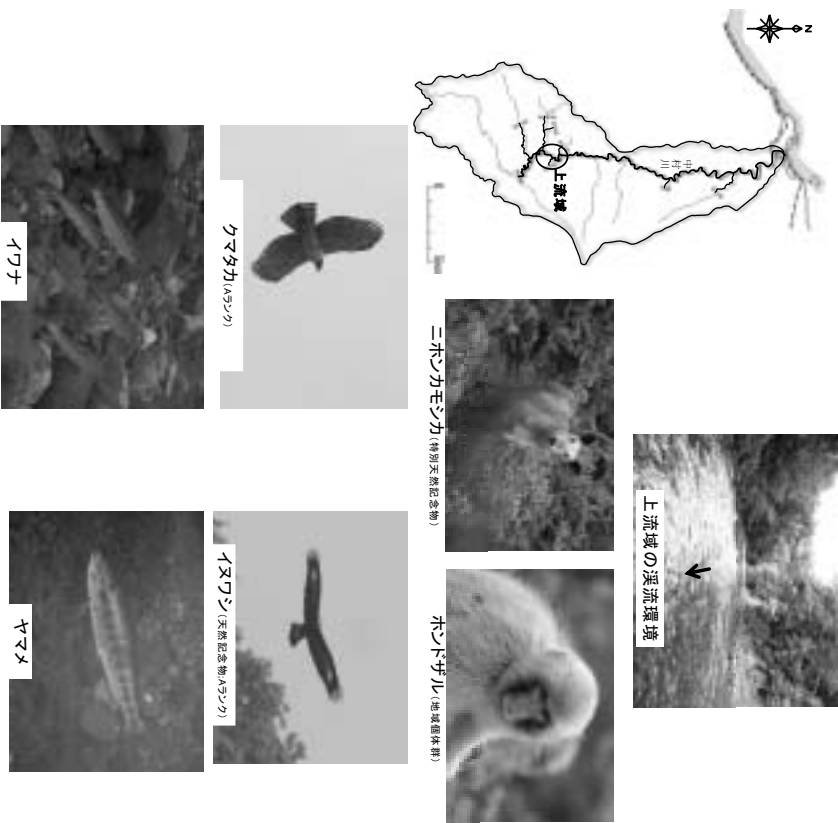 N
中村川
上流域
上流域の渓流環境
ニホンカモシカ(特別天然記念物)
ホンドザル(地域個体群)
クマタカ(Aランク)
イヌワシ(天然記念物:Aランク)
イワナ
ヤマメ